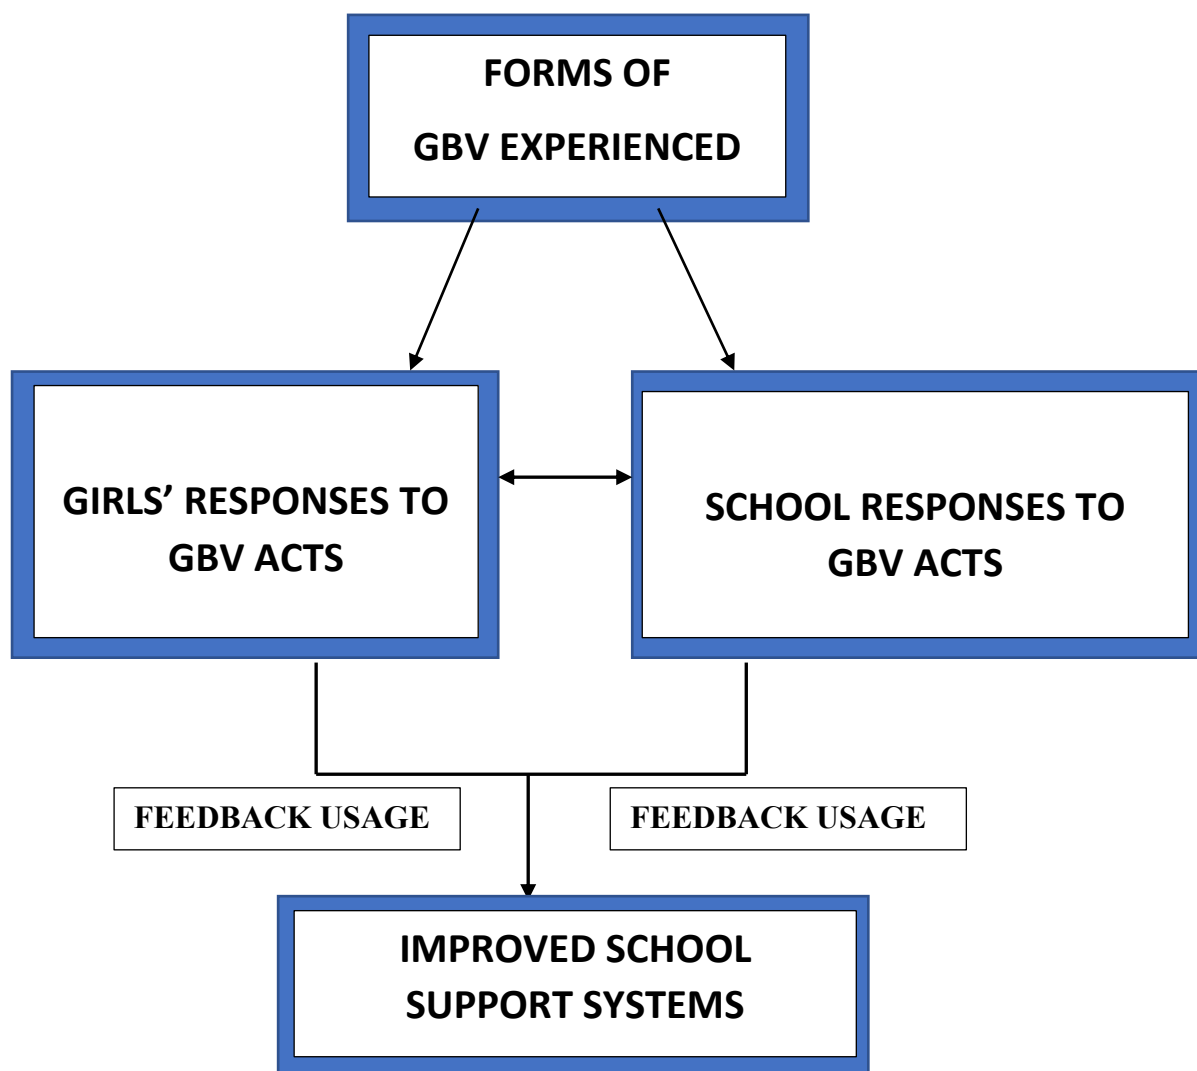 FORMS OF
GBV EXPERIENCED
GIRLS’ RESPONSES TO
GBV ACTS
SCHOOL RESPONSES TO
GBV ACTS
FEEDBACK USAGE
FEEDBACK USAGE
IMPROVED SCHOOL
SUPPORT SYSTEMS